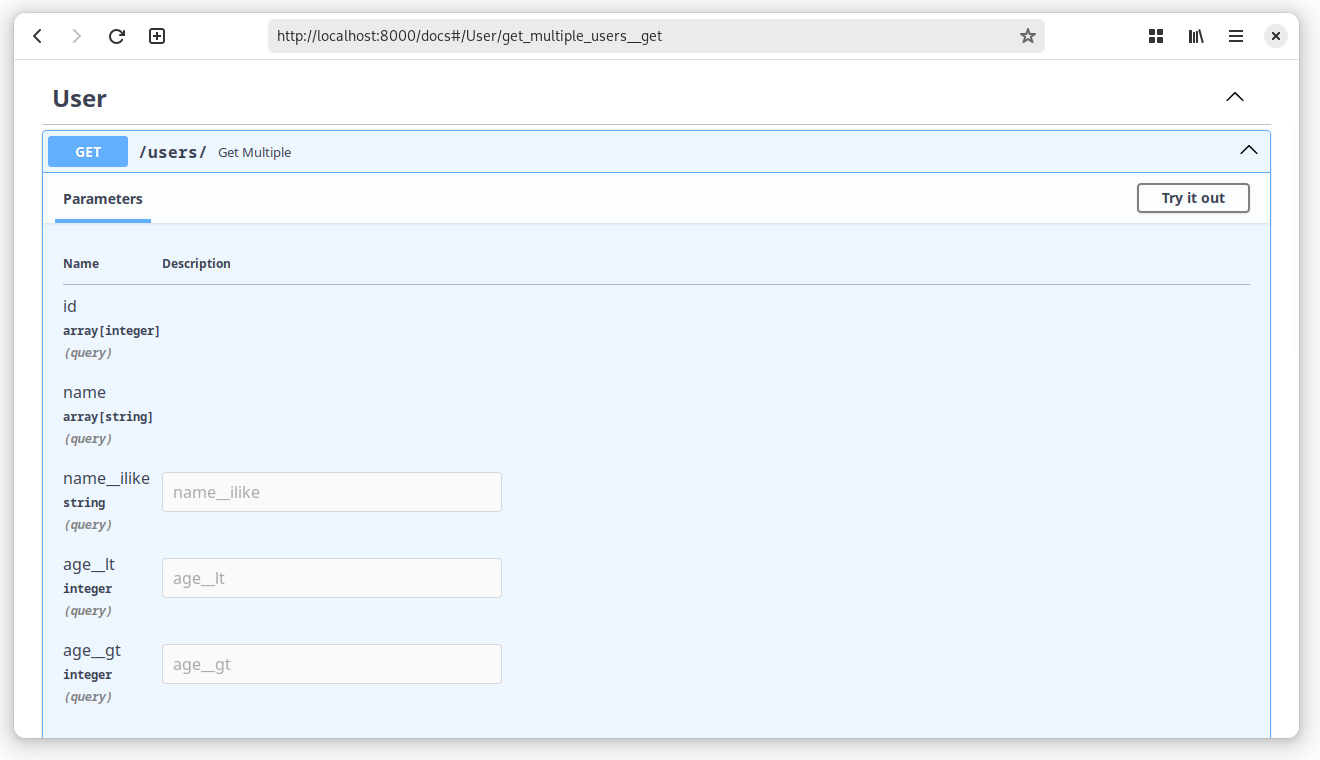 http://localhost:8000/docs#/User/get_multiple_users__get
User
GET /users/ Get Multiple
Parameters Try it out
Name Description
id
array[integer]
(query)
name
array[string]
(query)
name__ilike
name__ilike
string
(query)
age__lt
age__lt
integer
(query)
age__gt
age__gt
integer
(query)